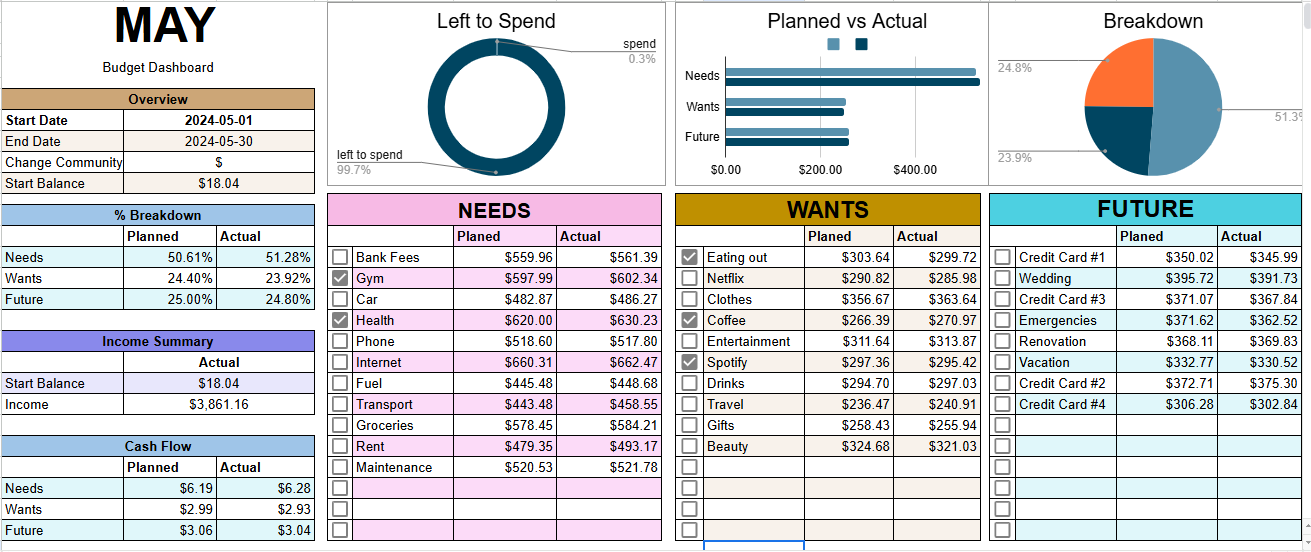 MAY
Budget Dashboard
Overview
Start Date 2024-05-01
End Date 2024-05-30
Change Community $
Start Balance $18.04
% Breakdown
Planned Actual
Needs 50.61% 51.28%
Wants 24.40% 23.92%
Future 25.00% 24.80%
Income Summary
Actual
Start Balance $18.04
Income $3,861.16
Cash Flow
Planned Actual
Needs $6.19 $6.28
Wants $2.99 $2.93
Future $3.06 $3.04
Left to Spend
spend
0.3%
left to spend
99.7%
Planned vs Actual
Needs
Wants
Future
$0.00 $200.00 $400.00
Breakdown
24.8%
51.3%
23.9%
NEEDS
Planed Actual
Bank Fees $559.96 $561.39
Gym $597.99 $602.34
Car $482.87 $486.27
Health $620.00 $630.23
Phone $518.60 $517.80
Internet $660.31 $662.47
Fuel $445.48 $448.68
Transport $443.48 $458.55
Groceries $578.45 $584.21
Rent $479.35 $493.17
Maintenance $520.53 $521.78
WANTS
Planed Actual
Eating out $303.64 $299.72
Netflix $290.82 $285.98
Clothes $356.67 $363.64
Coffee $266.39 $270.97
Entertainment $311.64 $313.87
Spotify $297.36 $295.42
Drinks $294.70 $297.03
Travel $236.47 $240.91
Gifts $258.43 $255.94
Beauty $324.68 $321.03
FUTURE
Planed Actual
Credit Card #1 $350.02 $345.99
Wedding $395.72 $391.73
Credit Card #3 $371.07 $367.84
Emergencies $371.62 $362.52
Renovation $368.11 $369.83
Vacation $332.77 $330.52
Credit Card #2 $372.71 $375.30
Credit Card #4 $306.28 $302.84